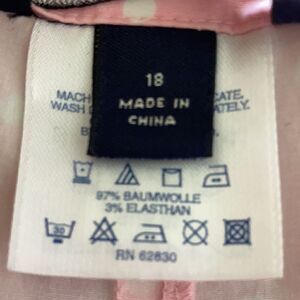 18
MADE IN
CHINA
MACH
CATE,
WASH
ATELY.
97% BAUMWOLLE
3% ELASTHAN
30
RN 62830